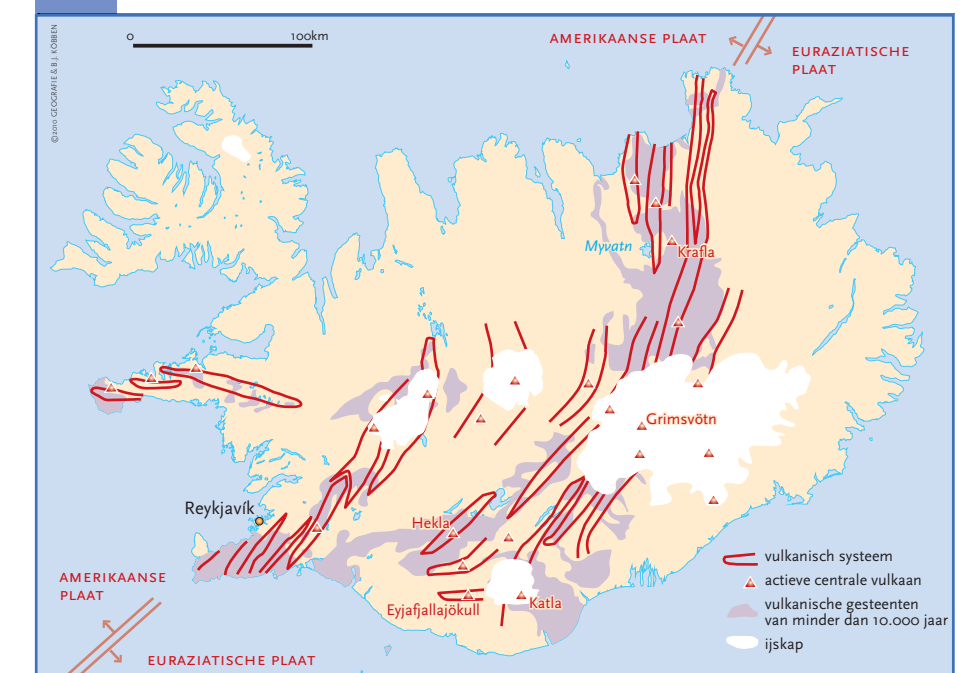 ©2010 GEOGRAFIE & B.J. KÖBBEN
0 100km
AMERIKAANSE PLAAT
EURAZIATISCHE
PLAAT
Myvatn
Krafla
Grimsvötn
Reykjavík
Hekla
Eyjafjallajökull
Katla
AMERIKAANSE
PLAAT
EURAZIATISCHE PLAAT
vulkanisch systeem
actieve centrale vulkaan
vulkanische gesteenten
van minder dan 10.000 jaar
ijskap